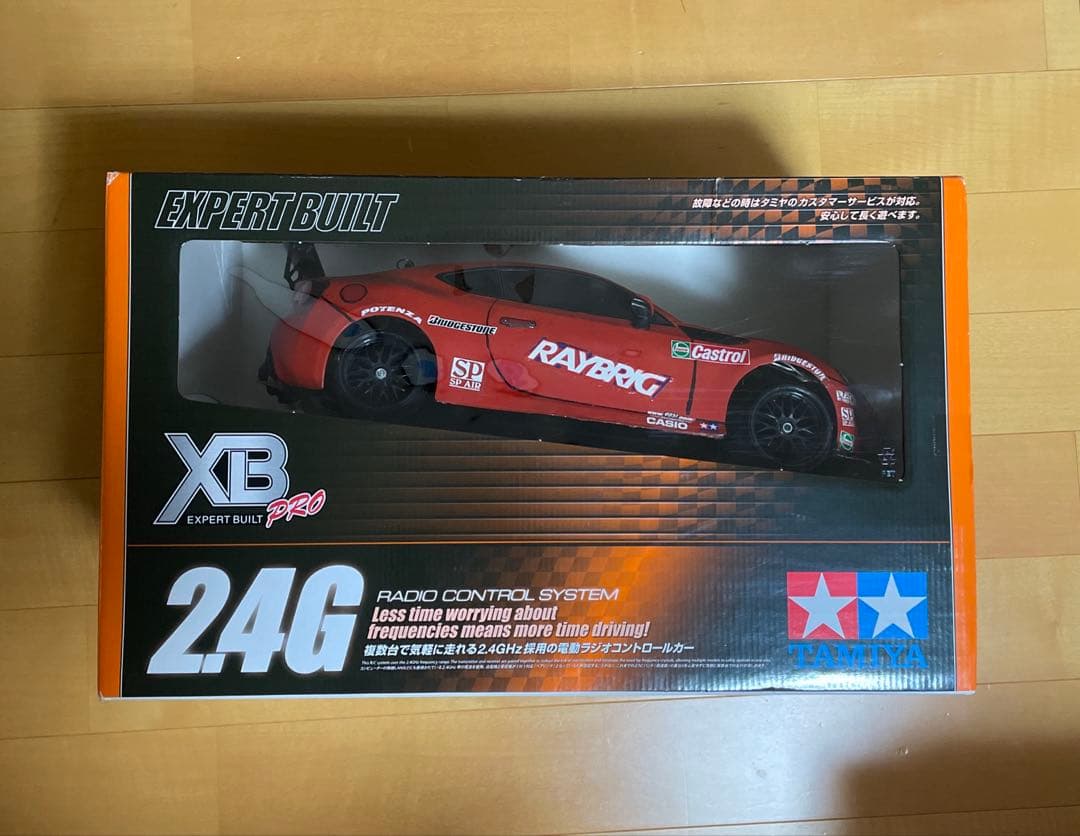 EXPERT BUILT
故障などの時はタミヤのカスタマーサービスが対応。
安心して長く遊べます。
POTENZA
BRIDGESTONE
SP
SP AIR
RAYBRIG
Castrol
BRIDGESTONE
CASIO
SP
XB
PRO
EXPERT BUILT
2.4G
RADIO CONTROL SYSTEM
Less time worrying about
frequencies means more time driving!
複数台で気軽に走れる2.4GHz採用の電動ラジオコントロールカー
TAMIYA